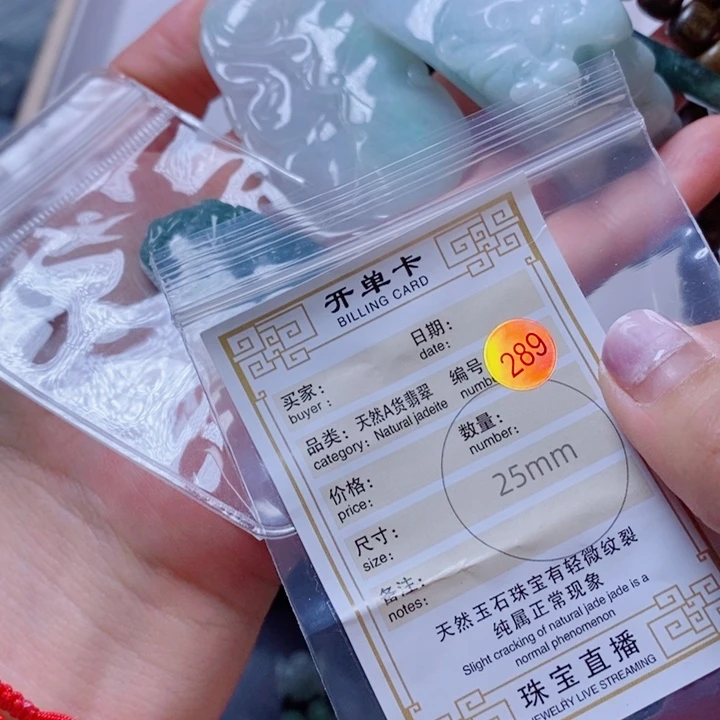 开单卡
BILLING CARD
买家:
buyer:
日期:
date:
品类: 天然A货翡翠
category: Natural jadeite
编号
numbe
289
价格:
price:
数量:
number:
25mm
尺寸:
size:
备注:
notes:
天然玉石珠宝有轻微纹裂
纯属正常现象
Slight cracking of natural jade jade is a
normal phenomenon
珠宝直播
JEWELRY LIVE STREAMING